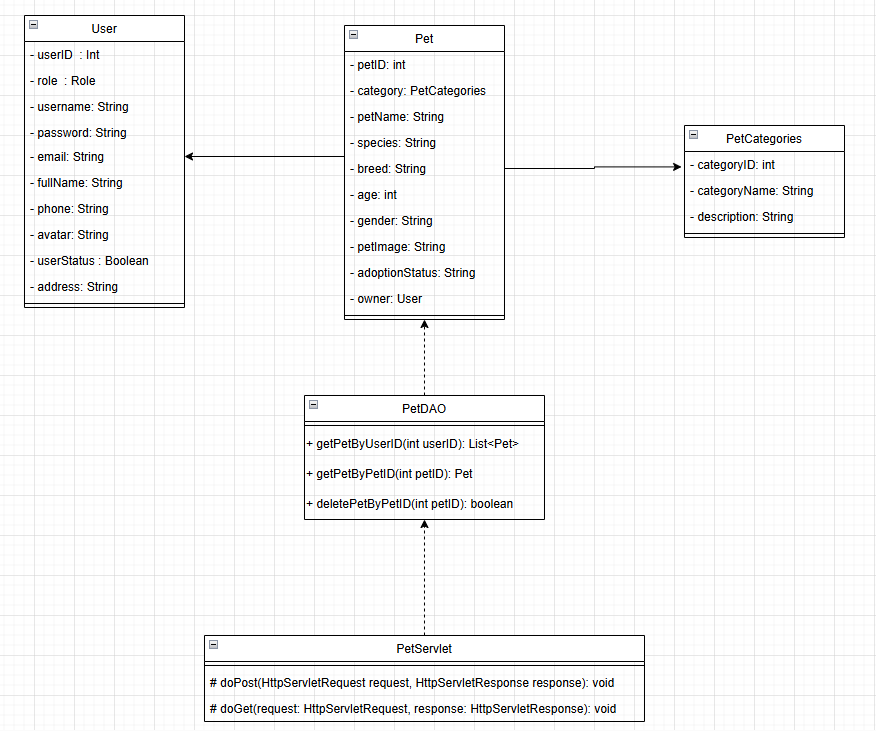 User
- userID  : Int
- role  : Role
- username: String
- password: String
- email: String
- fullName: String
- phone: String
- avatar: String
- userStatus : Boolean
- address: String
Pet
- petID: int
- category: PetCategories
- petName: String
- species: String
- breed: String
- age: int
- gender: String
- petImage: String
- adoptionStatus: String
- owner: User
PetCategories
- categoryID: int
- categoryName: String
- description: String
PetDAO
+ getPetByUserID(int userID): List<Pet>
+ getPetByPetID(int petID): Pet
+ deletePetByPetID(int petID): boolean
PetServlet
# doPost(HttpServletRequest request, HttpServletResponse response): void
# doGet(request: HttpServletRequest, response: HttpServletResponse): void